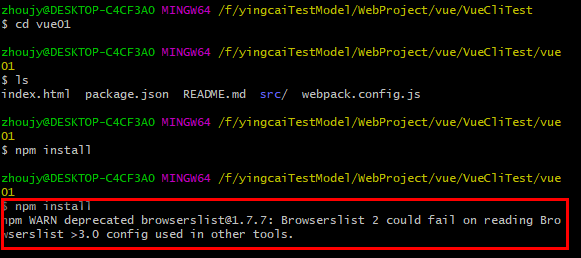 zhoujy@DESKTOP-C4CF3A0 MINGW64 /f/yingcaiTestModel/WebProject/vue/VueCliTest
$ cd vue01
zhoujy@DESKTOP-C4CF3A0 MINGW64 /f/yingcaiTestModel/WebProject/vue/VueCliTest/vue
01
$ ls
index.html  package.json  README.md  src/  webpack.config.js
zhoujy@DESKTOP-C4CF3A0 MINGW64 /f/yingcaiTestModel/WebProject/vue/VueCliTest/vue
01
$ npm install
zhoujy@DESKTOP-C4CF3A0 MINGW64 /f/yingcaiTestModel/WebProject/vue/VueCliTest/vue
01
$ npm install
npm WARN deprecated browserslist@1.7.7: Browserslist 2 could fail on reading Bro
wserslist >3.0 config used in other tools.